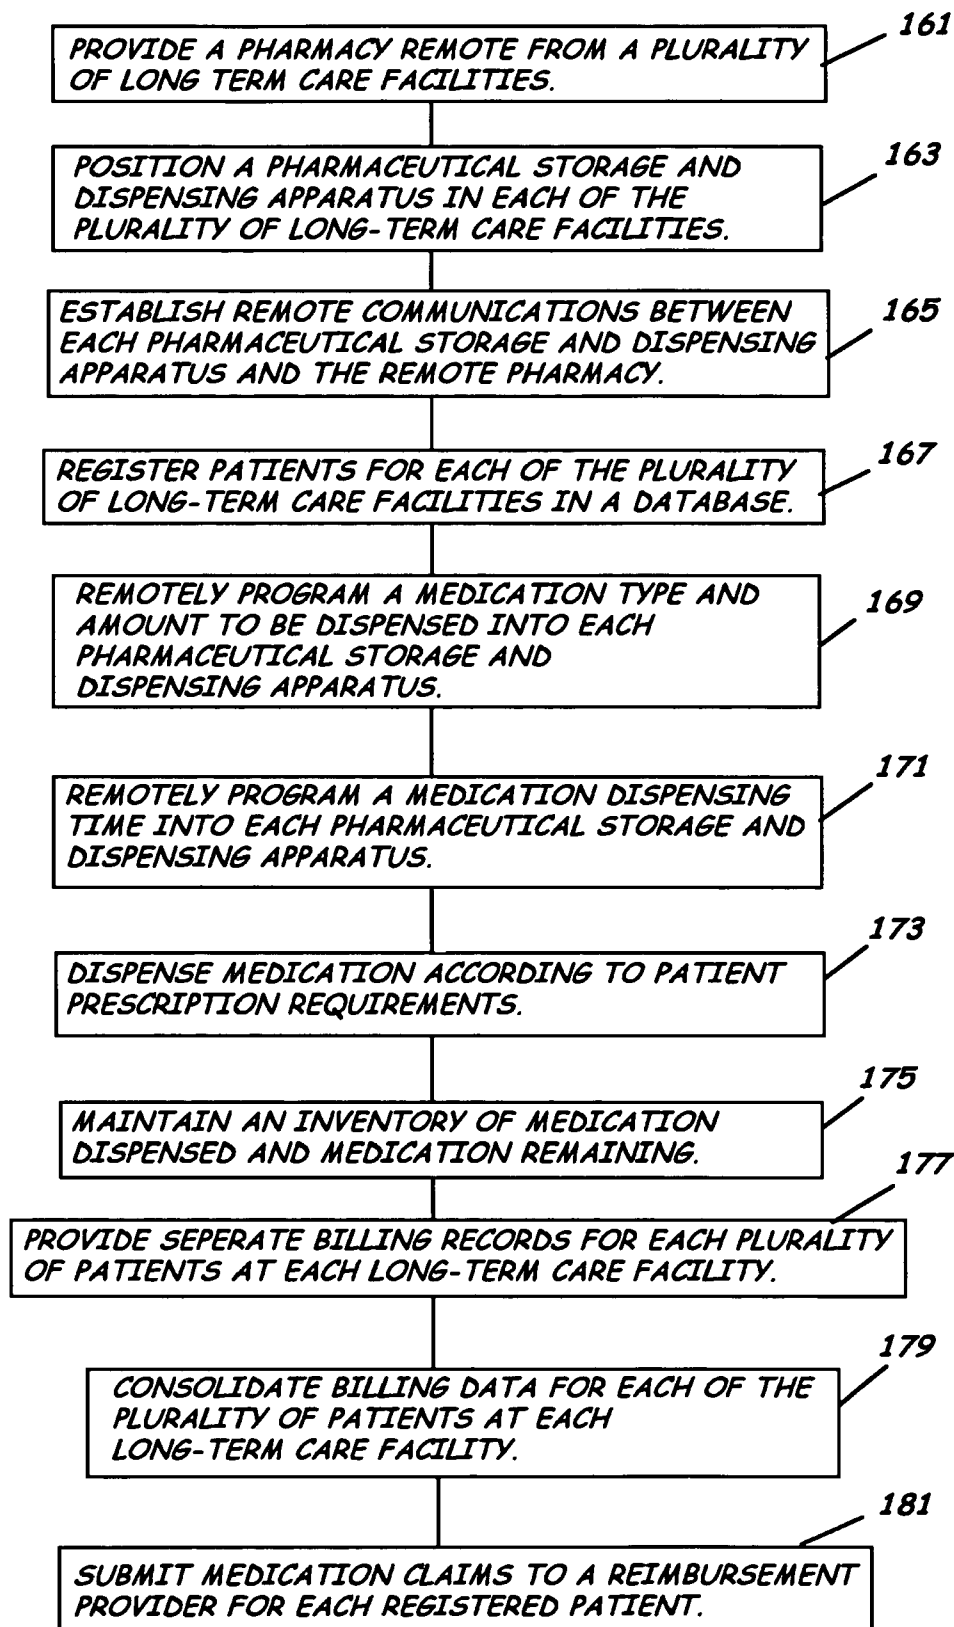 161
PROVIDE A PHARMACY REMOTE FROM A PLURALITY
OF LONG TERM CARE FACILITIES.
163
POSITION A PHARMACEUTICAL STORAGE AND
DISPENSING APPARATUS IN EACH OF THE
PLURALITY OF LONG-TERM CARE FACILITIES.
165
ESTABLISH REMOTE COMMUNICATIONS BETWEEN
EACH PHARMACEUTICAL STORAGE AND DISPENSING
APPARATUS AND THE REMOTE PHARMACY.
167
REGISTER PATIENTS FOR EACH OF THE PLURALITY
OF LONG-TERM CARE FACILITIES IN A DATABASE.
169
REMOTELY PROGRAM A MEDICATION TYPE AND
AMOUNT TO BE DISPENSED INTO EACH
PHARMACEUTICAL STORAGE AND
DISPENSING APPARATUS.
171
REMOTELY PROGRAM A MEDICATION DISPENSING
TIME INTO EACH PHARMACEUTICAL STORAGE AND
DISPENSING APPARATUS.
173
DISPENSE MEDICATION ACCORDING TO PATIENT
PRESCRIPTION REQUIREMENTS.
175
MAINTAIN AN INVENTORY OF MEDICATION
DISPENSED AND MEDICATION REMAINING.
177
PROVIDE SEPERATE BILLING RECORDS FOR EACH PLURALITY
OF PATIENTS AT EACH LONG-TERM CARE FACILITY.
179
CONSOLIDATE BILLING DATA FOR EACH OF THE
PLURALITY OF PATIENTS AT EACH
LONG-TERM CARE FACILITY.
181
SUBMIT MEDICATION CLAIMS TO A REIMBURSEMENT
PROVIDER FOR EACH REGISTERED PATIENT.